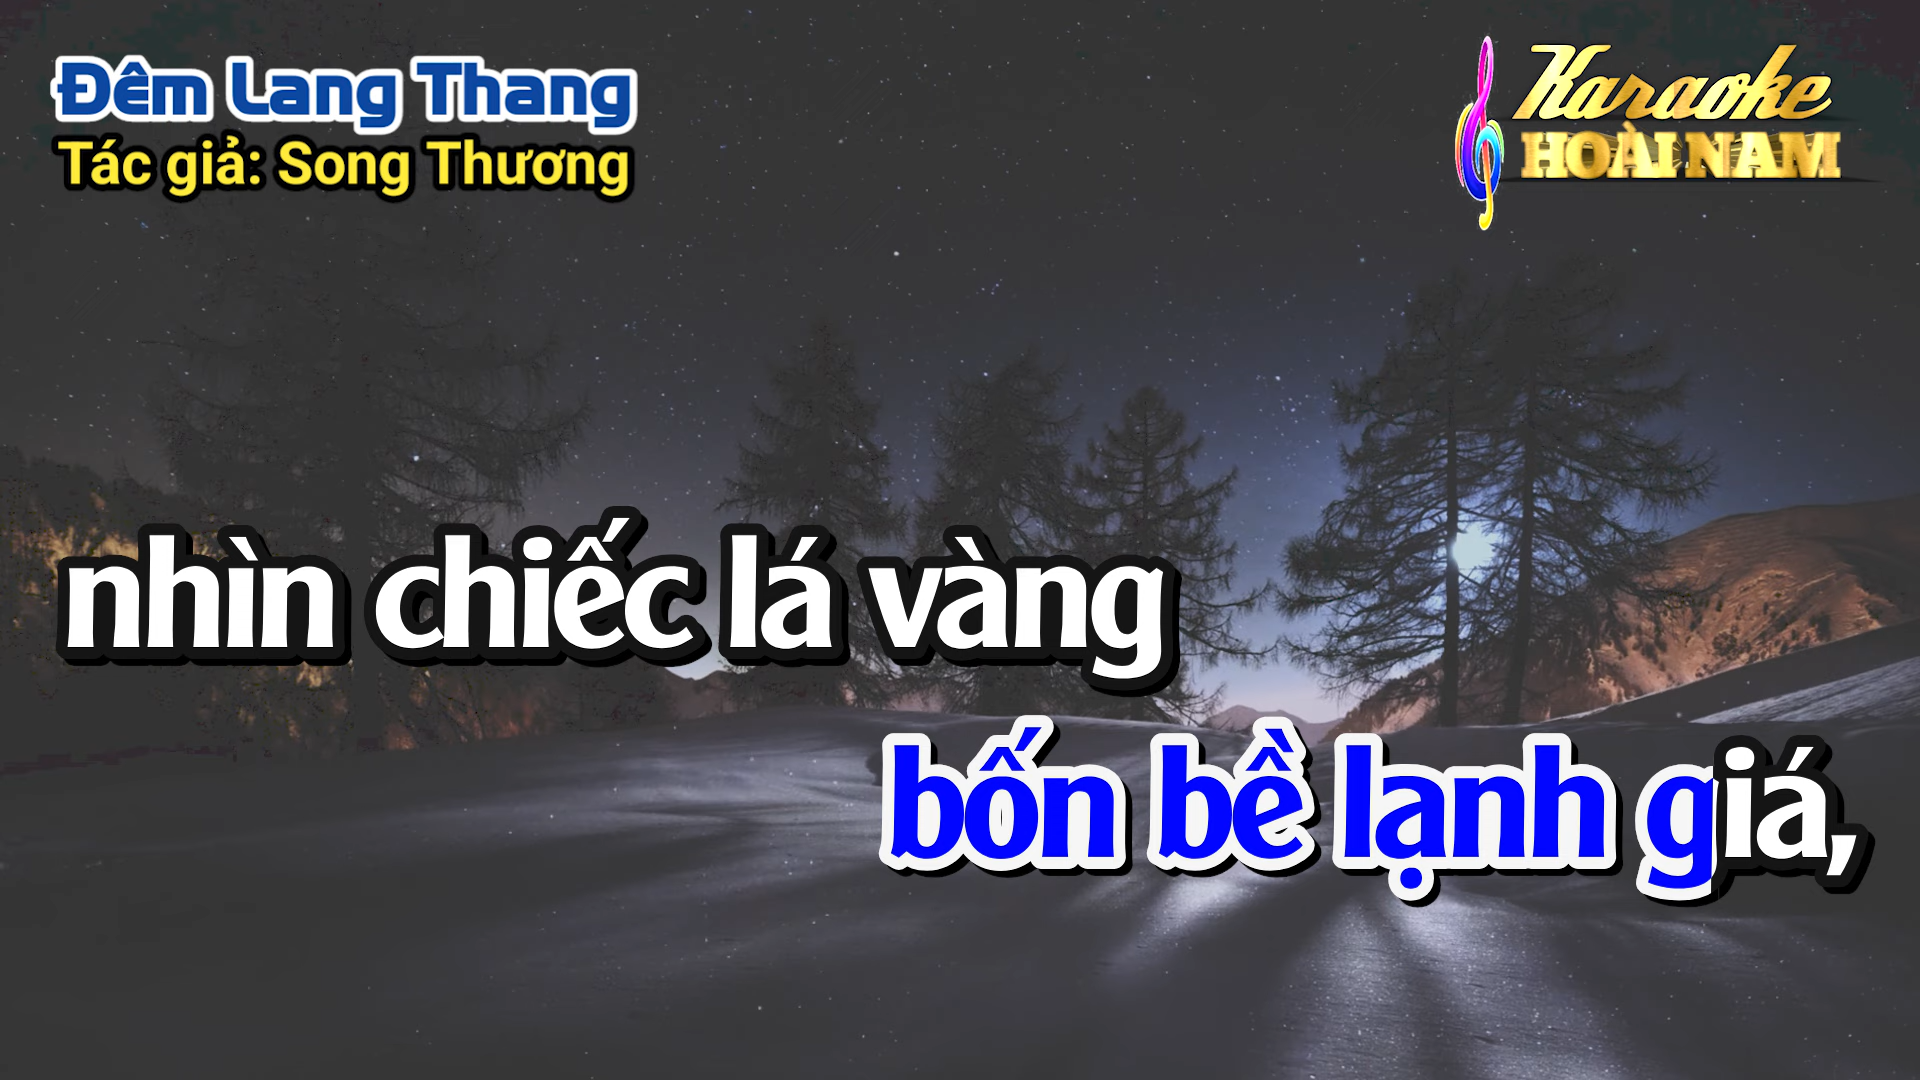 Đêm Lang Thang
Tác giả: Song Thương
Karaoke
HOÀI NAM
nhìn chiếc lá vàng
bốn bề lạnh giá,